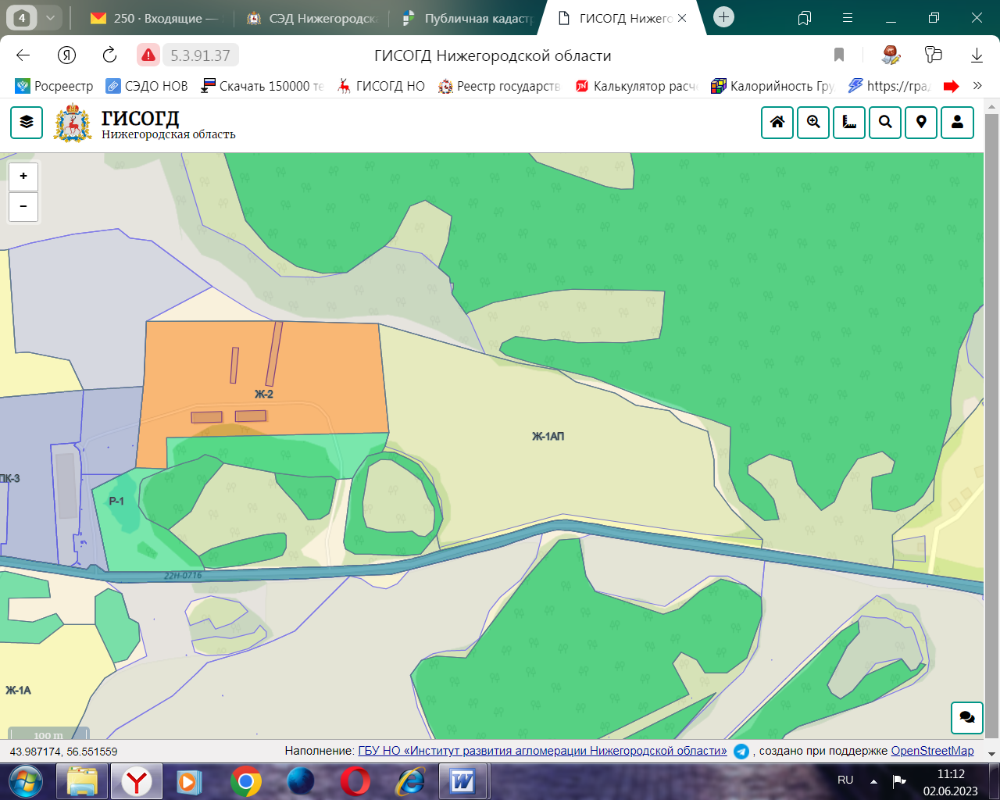 4
250 · Входящие —
СЭД Нижегородск
Публичная кадаст
ГИСОГД Нижего
5.3.91.37
ГИСОГД Нижегородской области
Росреестр
СЭДО НОВ
Скачать 150000 те
ГИСОГД НО
Реестр государств
Калькулятор расче
Калорийность Гру
https://град
»
ГИСОГД
Нижегородская область
+
−
Ж-2
Ж-1АП
ПК-3
Р-1
22Н-0716
Ж-1А
100 m
43.987174, 56.551559
Наполнение: ГБУ НО «Институт развития агломерации Нижегородской области» , создано при поддержке OpenStreetMap
RU
11:12
02.06.2023